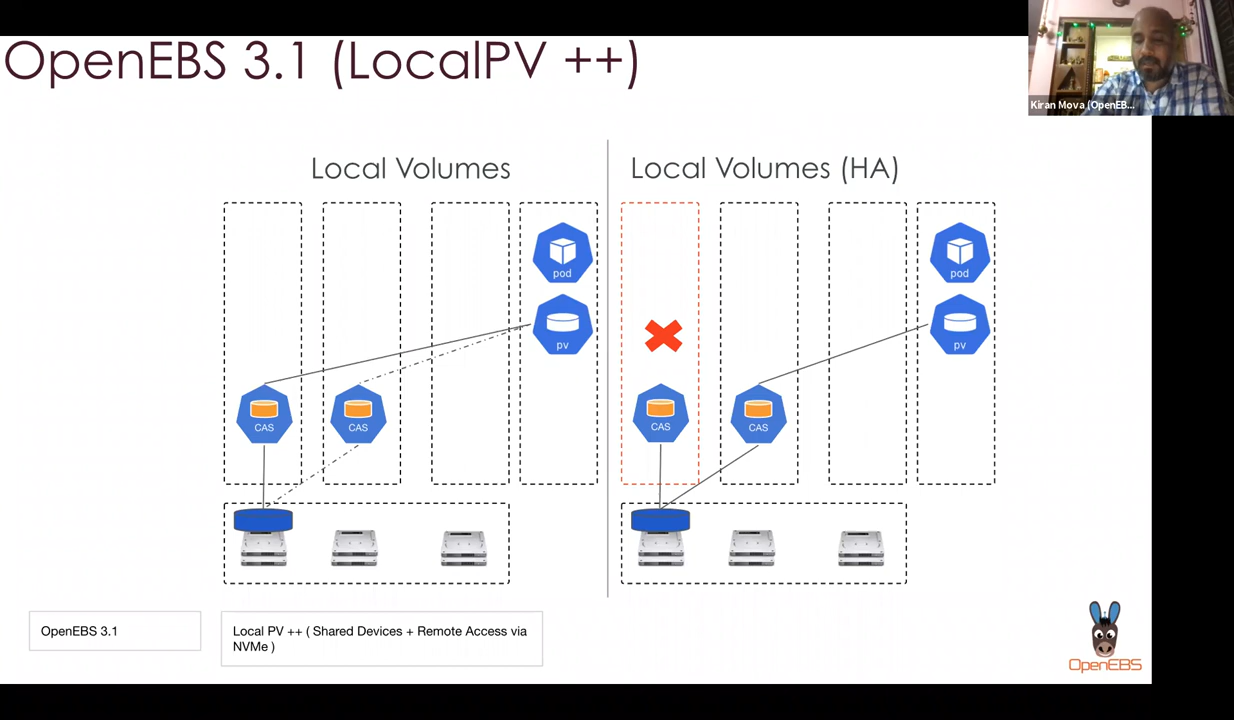 OpenEBS 3.1 (LocalPV ++)
Kiran Mova (OpenEB...
Local Volumes
Local Volumes (HA)
pod
pod
pv
pv
CAS
CAS
CAS
CAS
OpenEBS 3.1
Local PV ++ ( Shared Devices + Remote Access via
NVMe )
OpenEBS